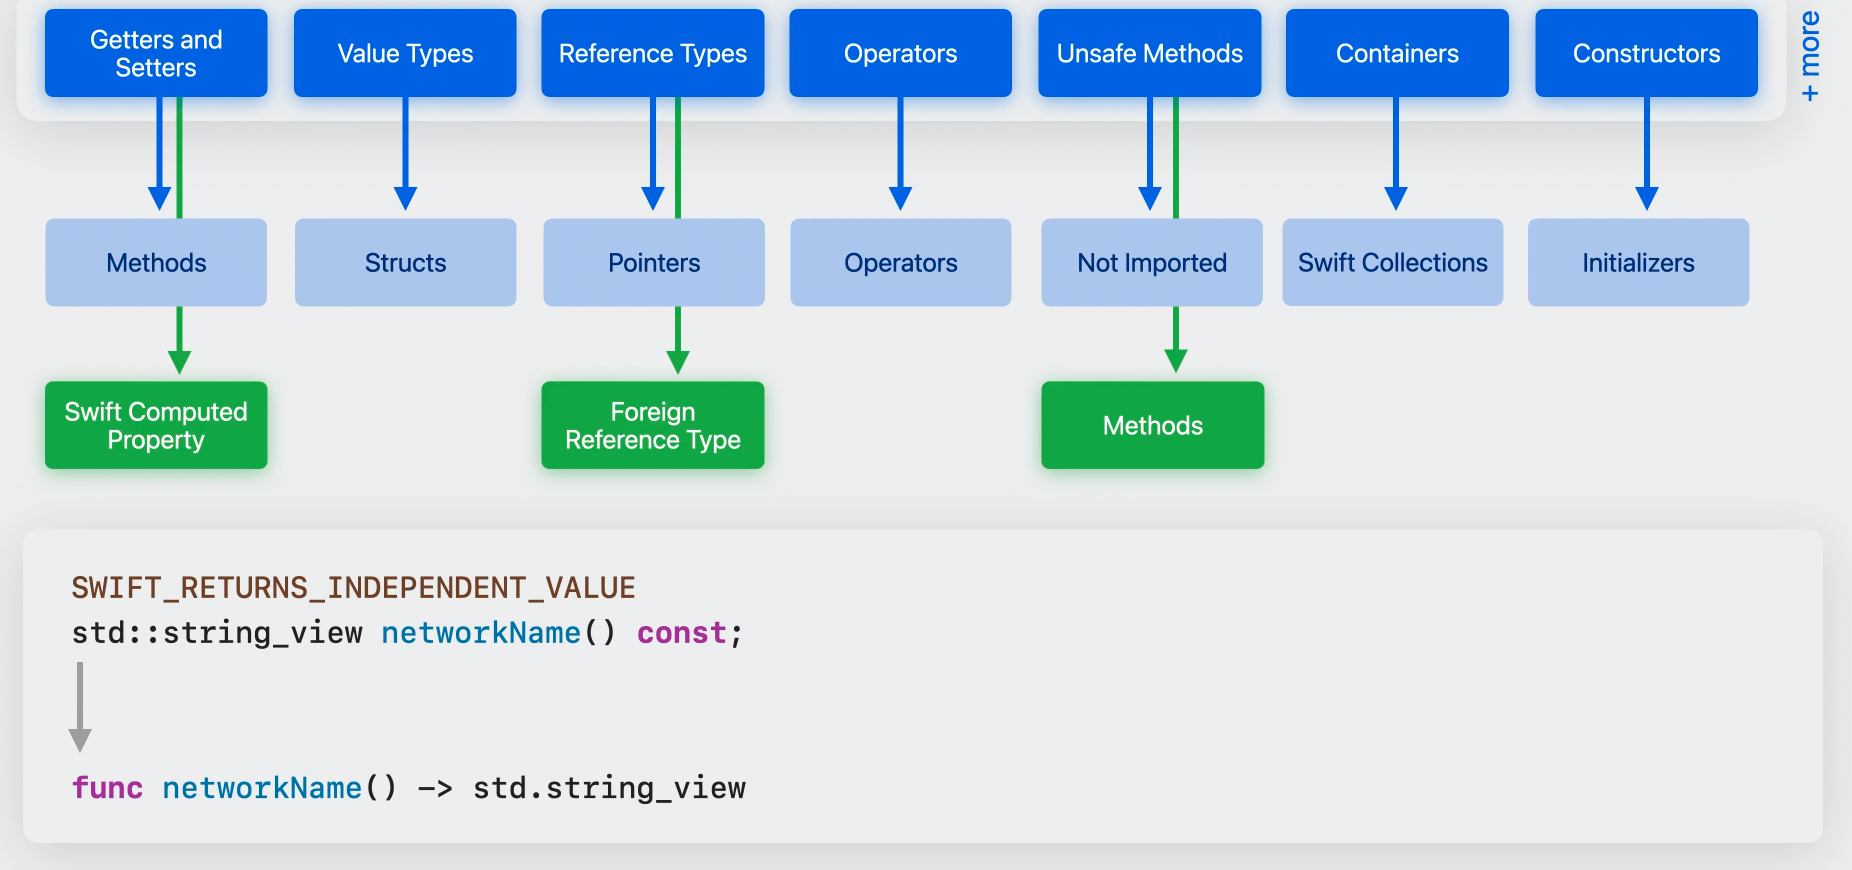 Getters and
Setters
Value Types
Reference Types
Operators
Unsafe Methods
Containers
Constructors
+ more
Methods
Structs
Pointers
Operators
Not Imported
Swift Collections
Initializers
Swift Computed
Property
Foreign
Reference Type
Methods
SWIFT_RETURNS_INDEPENDENT_VALUE
std::string_view networkName() const;
func networkName() -> std.string_view